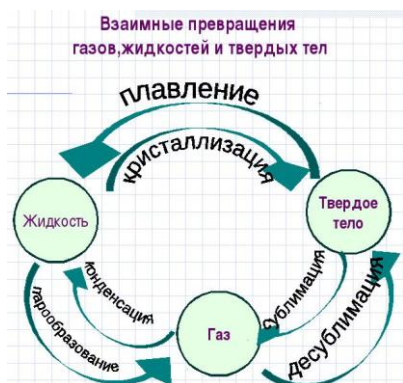 Взаимные превращения
газов,жидкостей и твердых тел
плавление
кристаллизация
Жидкость
Твердое
тело
конденсация
сублимация
парообразование
Газ
десублимация